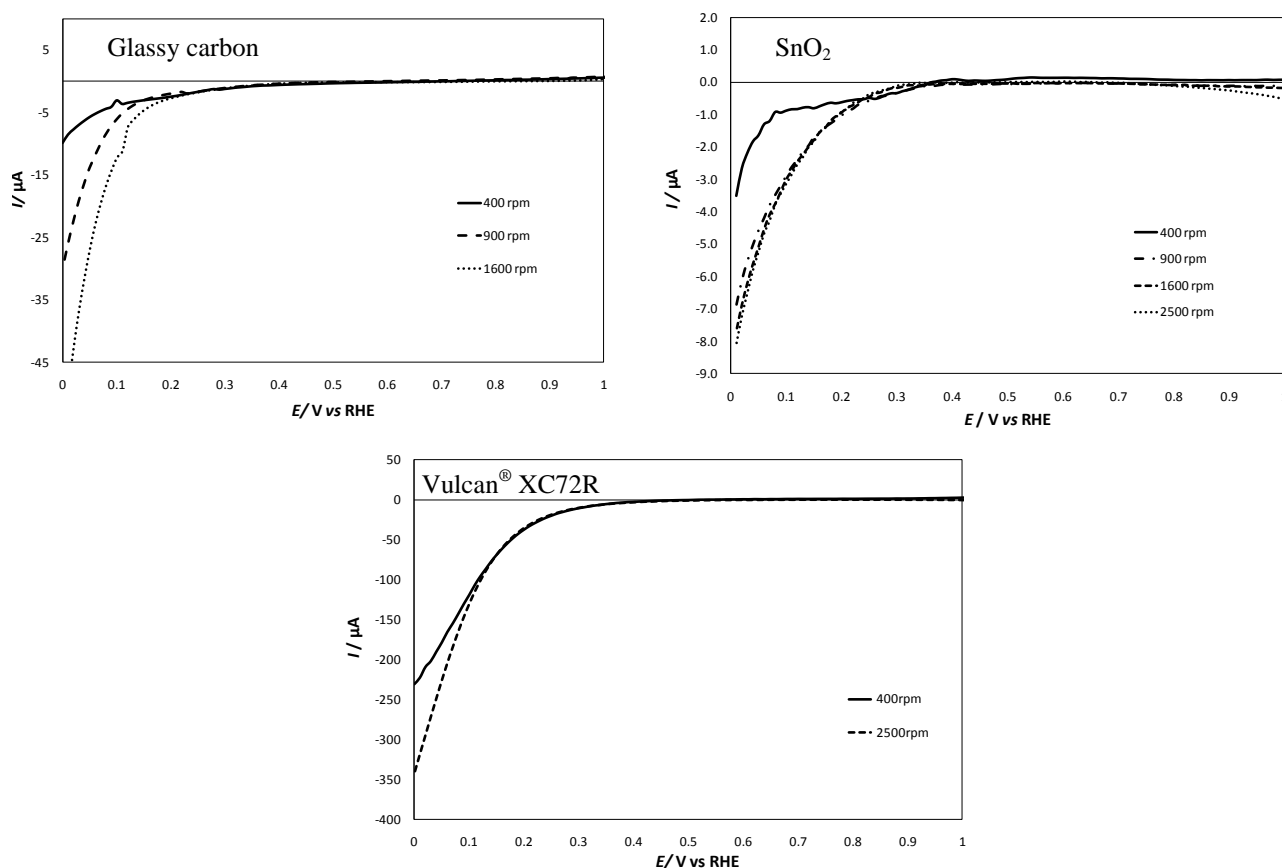 Glassy carbon
5
-5
-15
-25
-35
-45
I/ µA
400 rpm
900 rpm
1600 rpm
0 0.1 0.2 0.3 0.4 0.5 0.6 0.7 0.8 0.9 1
E/ V vs RHE
SnO₂
2.0
1.0
0.0
-1.0
-2.0
-3.0
-4.0
-5.0
-6.0
-7.0
-8.0
-9.0
I / µA
400 rpm
900 rpm
1600 rpm
2500 rpm
0 0.1 0.2 0.3 0.4 0.5 0.6 0.7 0.8 0.9
E / V vs RHE
Vulcan® XC72R
50
0
-50
-100
-150
-200
-250
-300
-350
-400
I / µA
400rpm
2500rpm
0 0.1 0.2 0.3 0.4 0.5 0.6 0.7 0.8 0.9 1
E/ V vs RHE